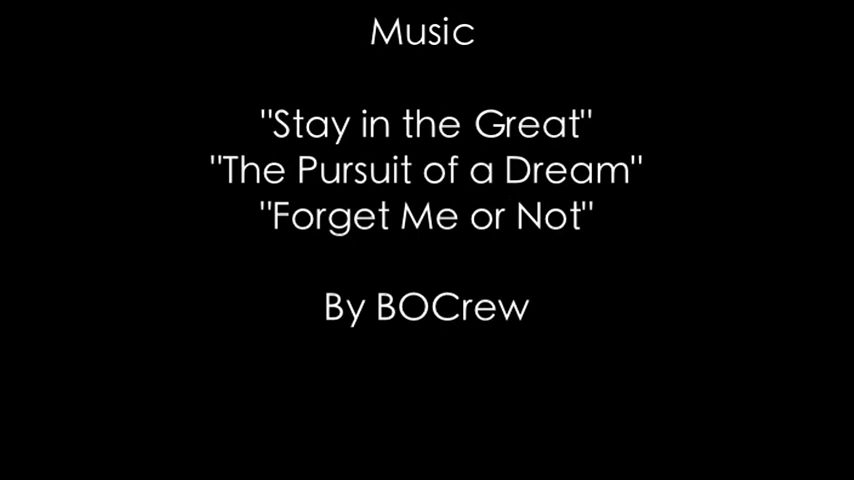 Music
"Stay in the Great"
"The Pursuit of a Dream"
"Forget Me or Not"
By BOCrew